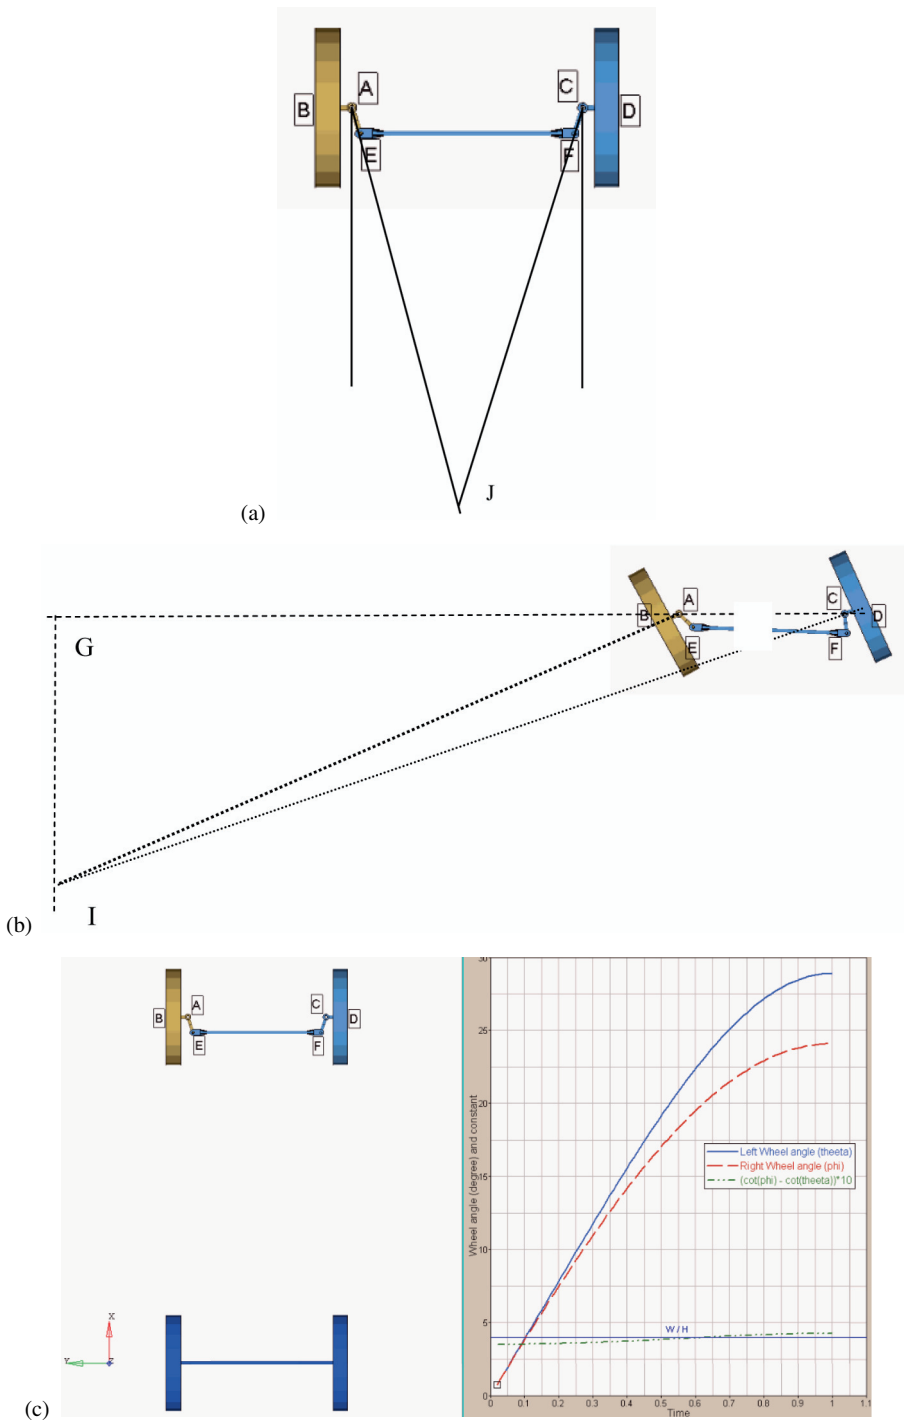 A
C
B
D
E
F
J
(a)
A
C
B
D
G
E
F
I
(b)
A
C
B
D
E
F
X
Y
Z
30
25
20
15
10
5
0
Wheel angle (degree) and constant
Left Wheel angle (theeta)
Right Wheel angle (phi)
(cot(phi) - cot(theeta))*10
W / H
0 0.1 0.2 0.3 0.4 0.5 0.6 0.7 0.8 0.9 1 1.1
Time
(c)